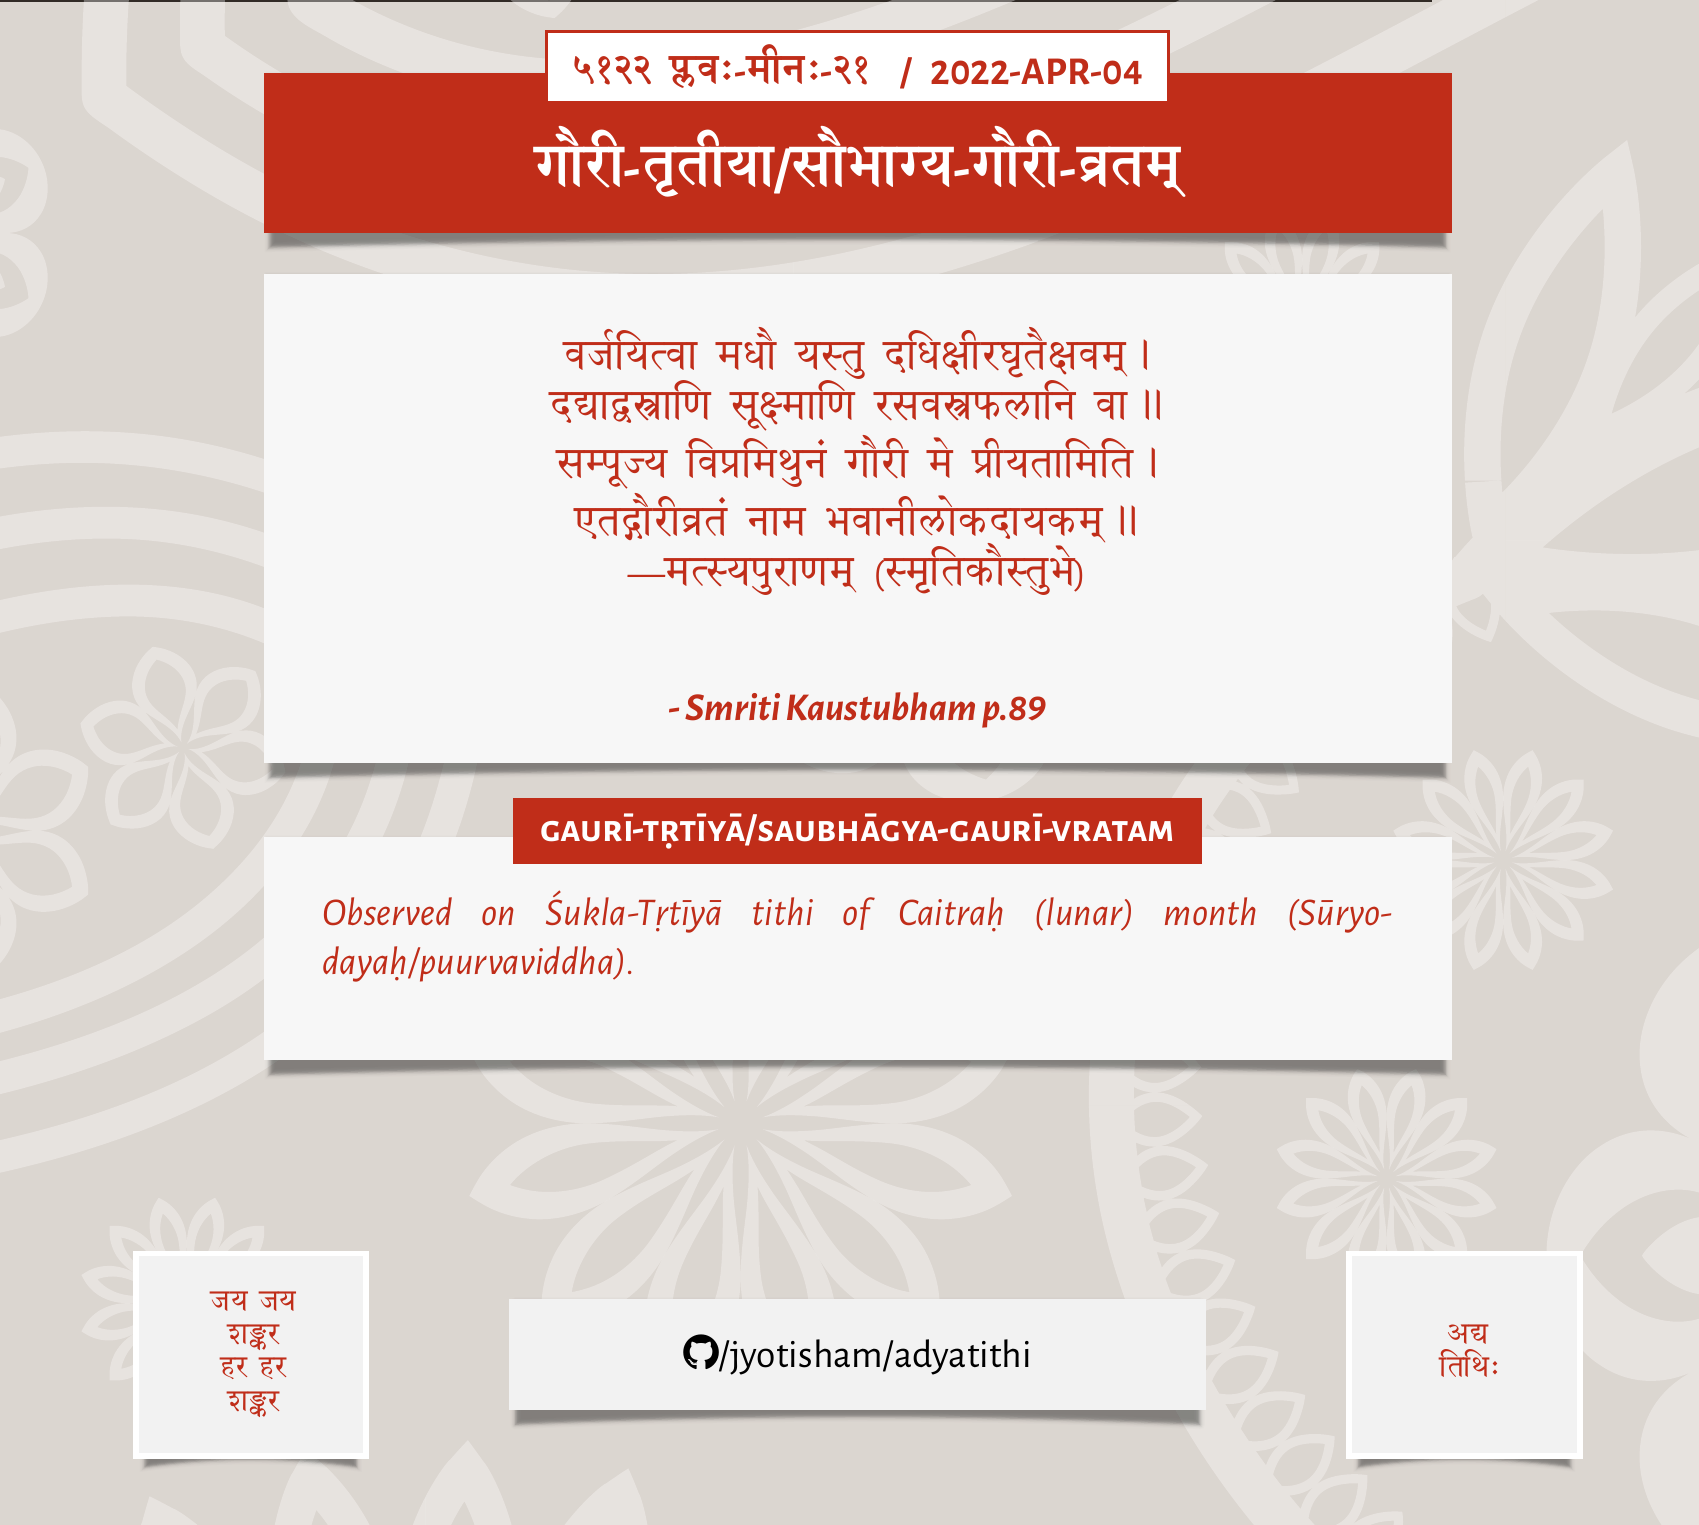 ५१२२ प्लवः-मीनः-२१ / 2022-APR-04
गौरी-तृतीया/सौभाग्य-गौरी-व्रतम्
वर्जयित्वा मधौ यस्तु दधिक्षीरघृतैक्षवम् ।
दद्याद्वस्त्राणि सूक्ष्माणि रसवस्त्रफलानि वा ॥
सम्पूज्य विप्रमिथुनं गौरी मे प्रीयतामिति ।
एतद्गौरीव्रतं नाम भवानीलोकदायकम् ॥
—मत्स्यपुराणम् (स्मृतिकौस्तुभे)
- Smriti Kaustubham p.89
GAURĪ-TṚTĪYĀ/SAUBHĀGYA-GAURĪ-VRATAM
Observed on Śukla-Tṛtīyā tithi of Caitraḥ (lunar) month (Sūryo-
dayaḥ/puurvaviddha).
जय जय
शङ्कर
हर हर
शङ्कर
/jyotisham/adyatithi
अद्य
तिथिः